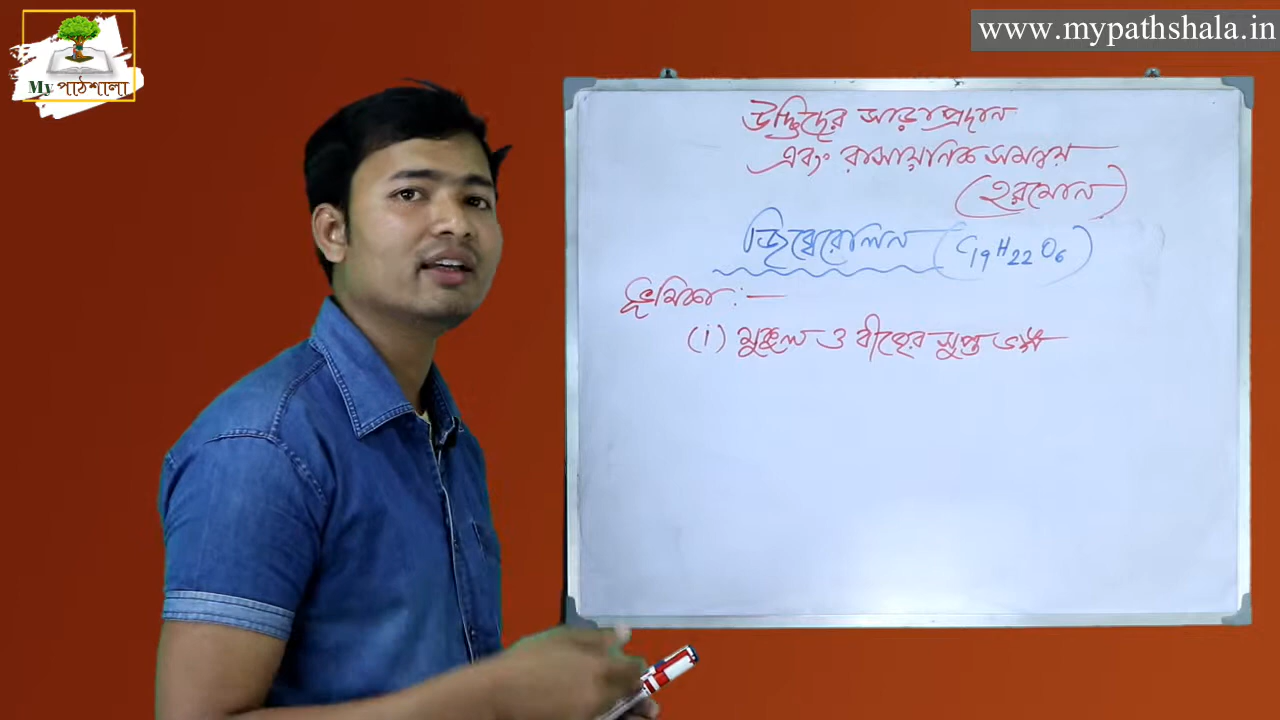 My পাঠশালা
www.mypathshala.in
উদ্ভিদের সাড়াপ্রদান
এবং রাসায়নিক সমন্বয়
(হরমোন)
জিব্বেরেলিন (C19H22O6)
ভূমিকা :—
(i) মুকুল ও বীজের সুপ্ত ভঙ্গ